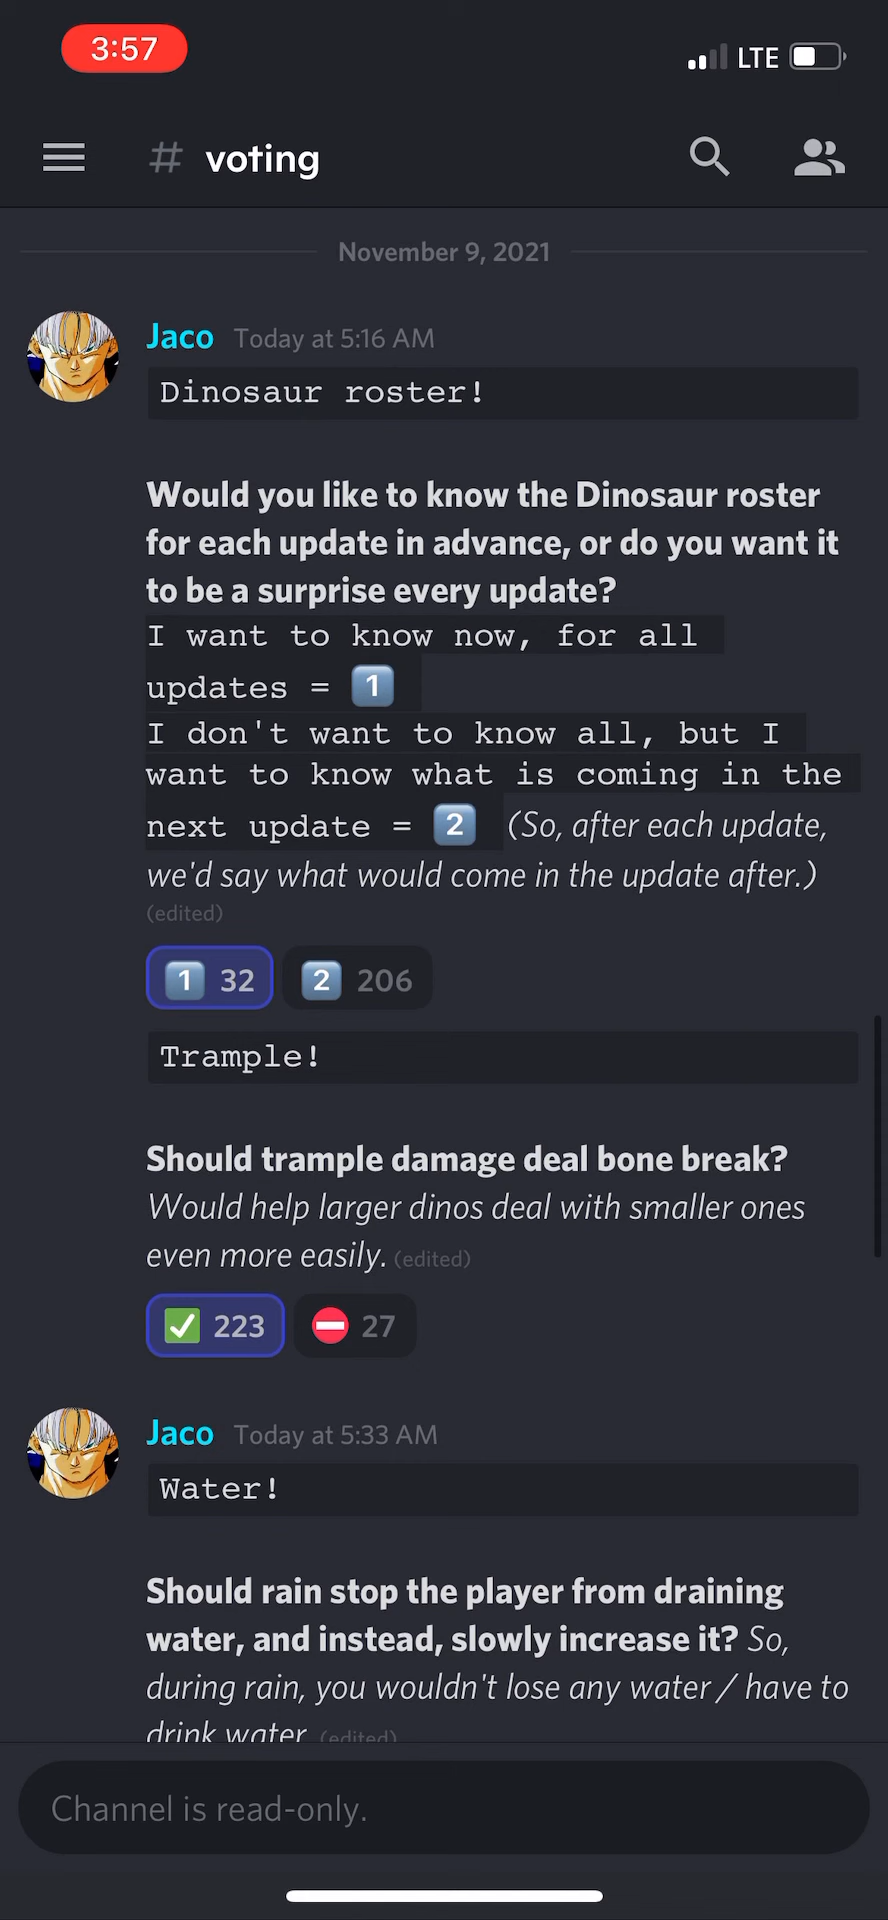 3:57
LTE
# voting
November 9, 2021
Jaco Today at 5:16 AM
Dinosaur roster!
Would you like to know the Dinosaur roster
for each update in advance, or do you want it
to be a surprise every update?
I want to know now, for all
updates = 1
I don't want to know all, but I
want to know what is coming in the
next update = 2 (So, after each update,
we'd say what would come in the update after.)
(edited)
1 32 2 206
Trample!
Should trample damage deal bone break?
Would help larger dinos deal with smaller ones
even more easily. (edited)
223 27
Jaco Today at 5:33 AM
Water!
Should rain stop the player from draining
water, and instead, slowly increase it? So,
during rain, you wouldn't lose any water / have to
drink water (edited)
Channel is read-only.